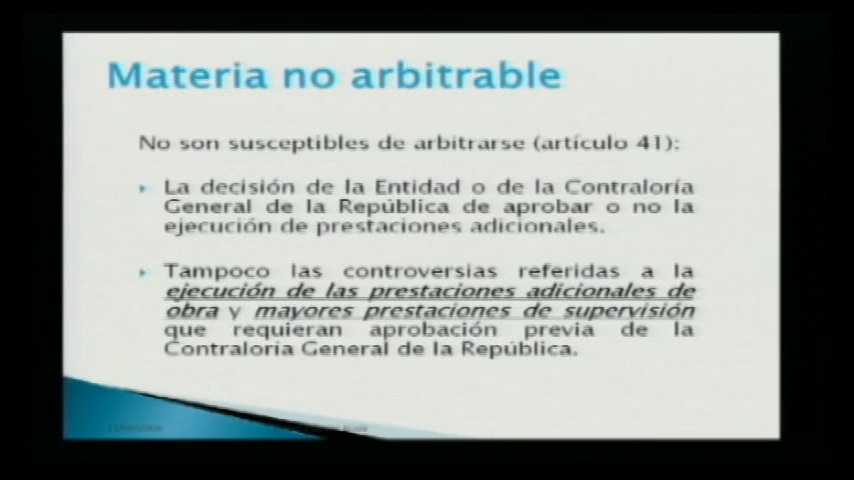 Materia no arbitrable
No son susceptibles de arbitrarse (artículo 41):
La decisión de la Entidad o de la Contraloría
General de la República de aprobar o no la
ejecución de prestaciones adicionales.
Tampoco las controversias referidas a la
ejecución de las prestaciones adicionales de
obra y mayores prestaciones de supervisión
que requieran aprobación previa de la
Contraloría General de la República.